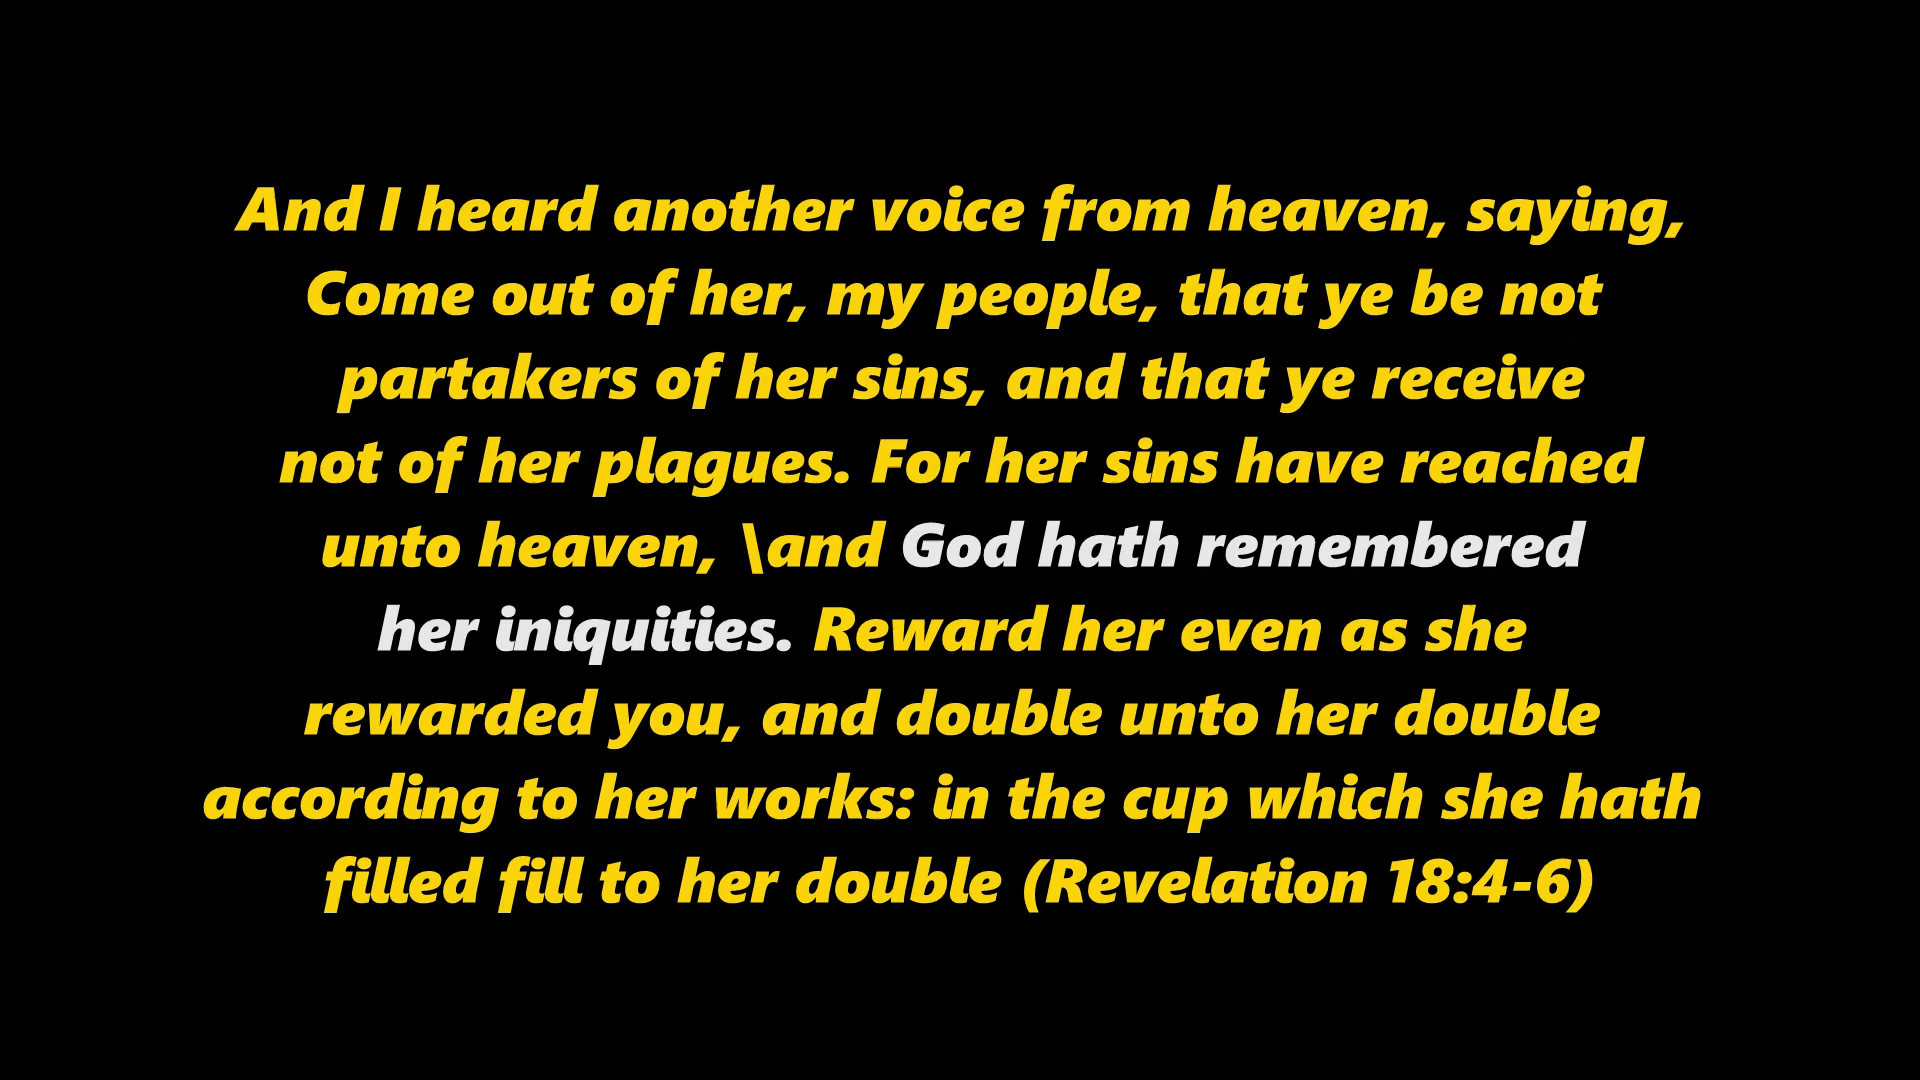 And I heard another voice from heaven, saying,
Come out of her, my people, that ye be not
partakers of her sins, and that ye receive
not of her plagues. For her sins have reached
unto heaven, \and God hath remembered
her iniquities. Reward her even as she
rewarded you, and double unto her double
according to her works: in the cup which she hath
filled fill to her double (Revelation 18:4-6)